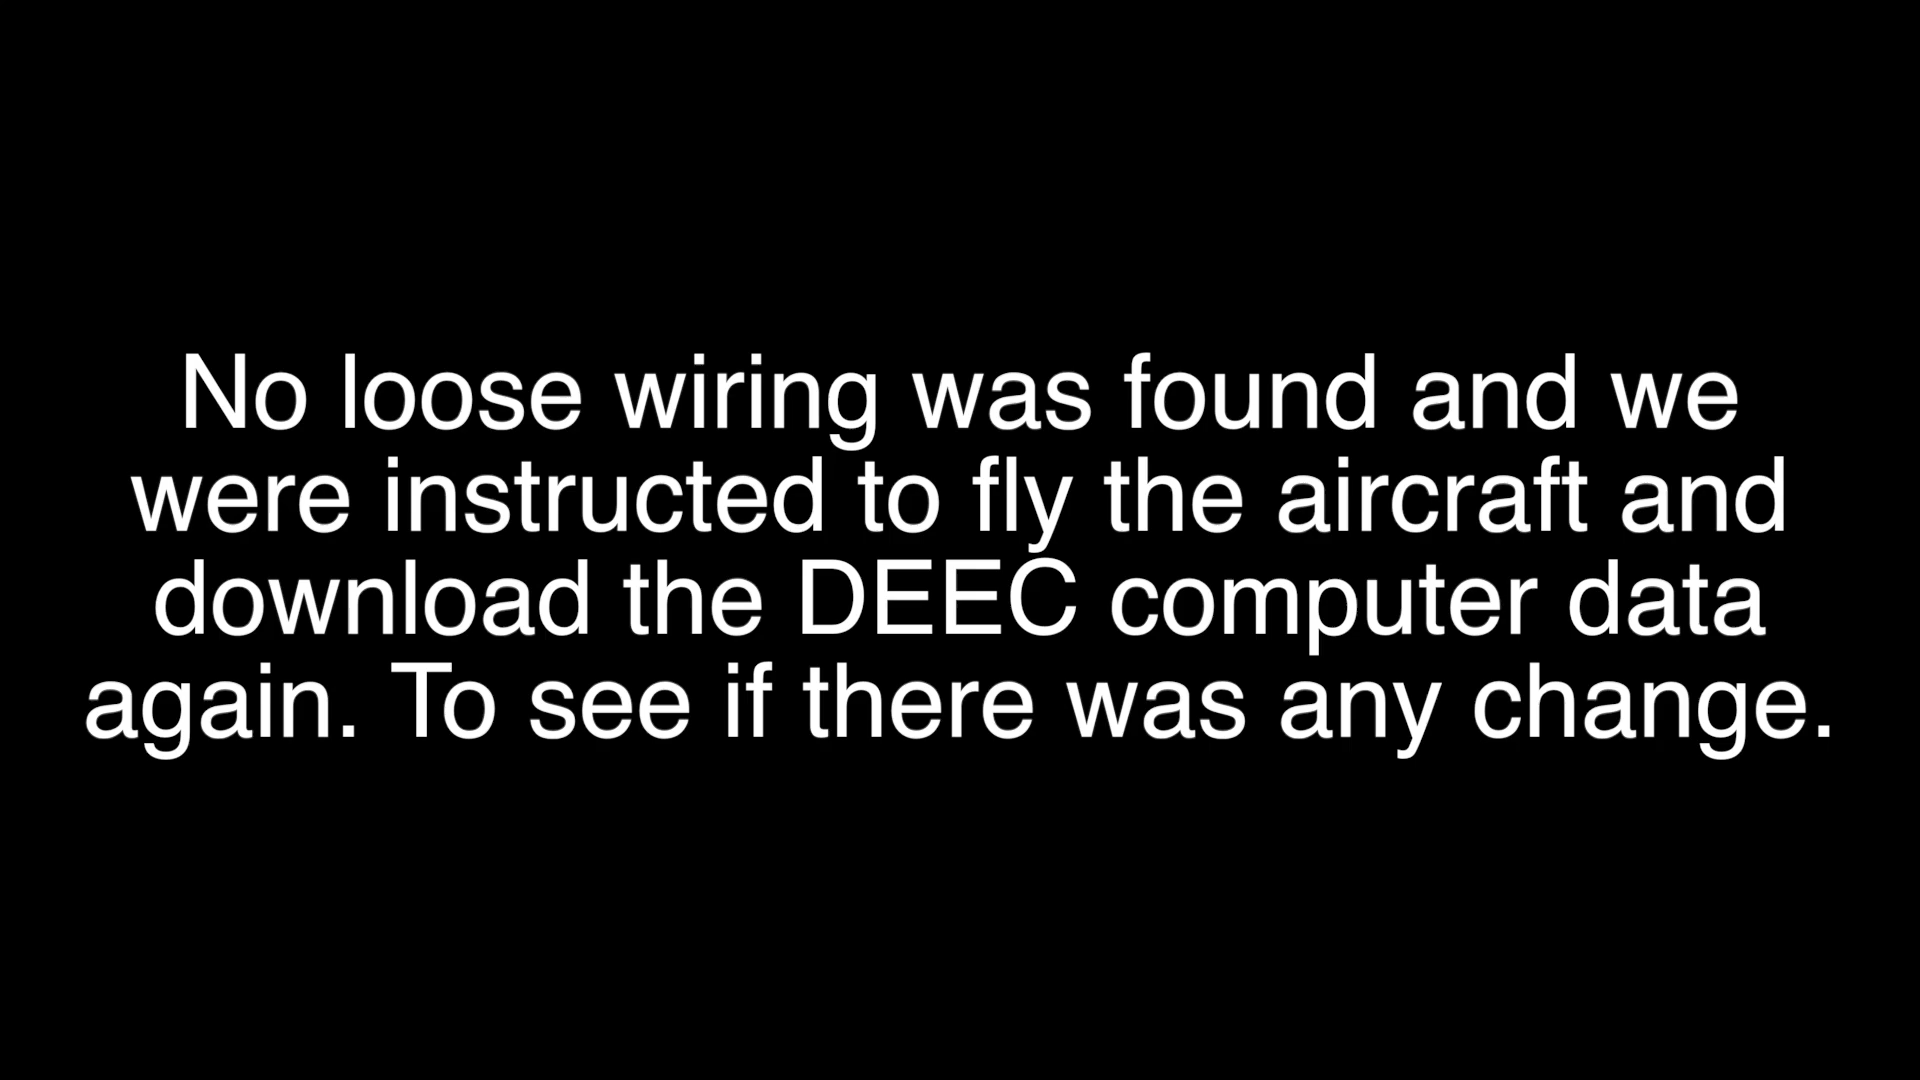 No loose wiring was found and we
were instructed to fly the aircraft and
download the DEEC computer data
again. To see if there was any change.